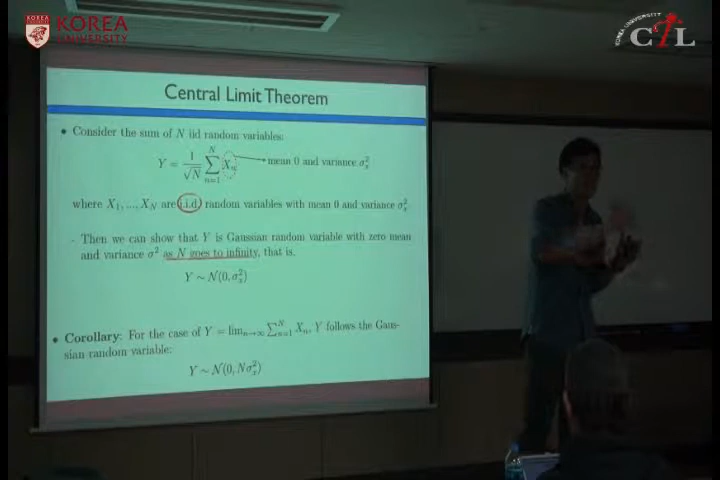 KOREA
UNIVERSITY
KOREA UNIVERSITY
CTL
Central Limit Theorem
• Consider the sum of N iid random variables:
Y = 1/√N ∑_{n=1}^{N} X_n mean 0 and variance σ_x^2
where X_1, ..., X_N are i.i.d. random variables with mean 0 and variance σ_x^2.
- Then we can show that Y is Gaussian random variable with zero mean
and variance σ^2 as N goes to infinity, that is.
Y ∼ N(0, σ_x^2)
• Corollary: For the case of Y = lim_{n→∞} ∑_{n=1}^{N} X_n, Y follows the Gaus-
sian random variable:
Y ∼ N(0, Nσ_x^2)